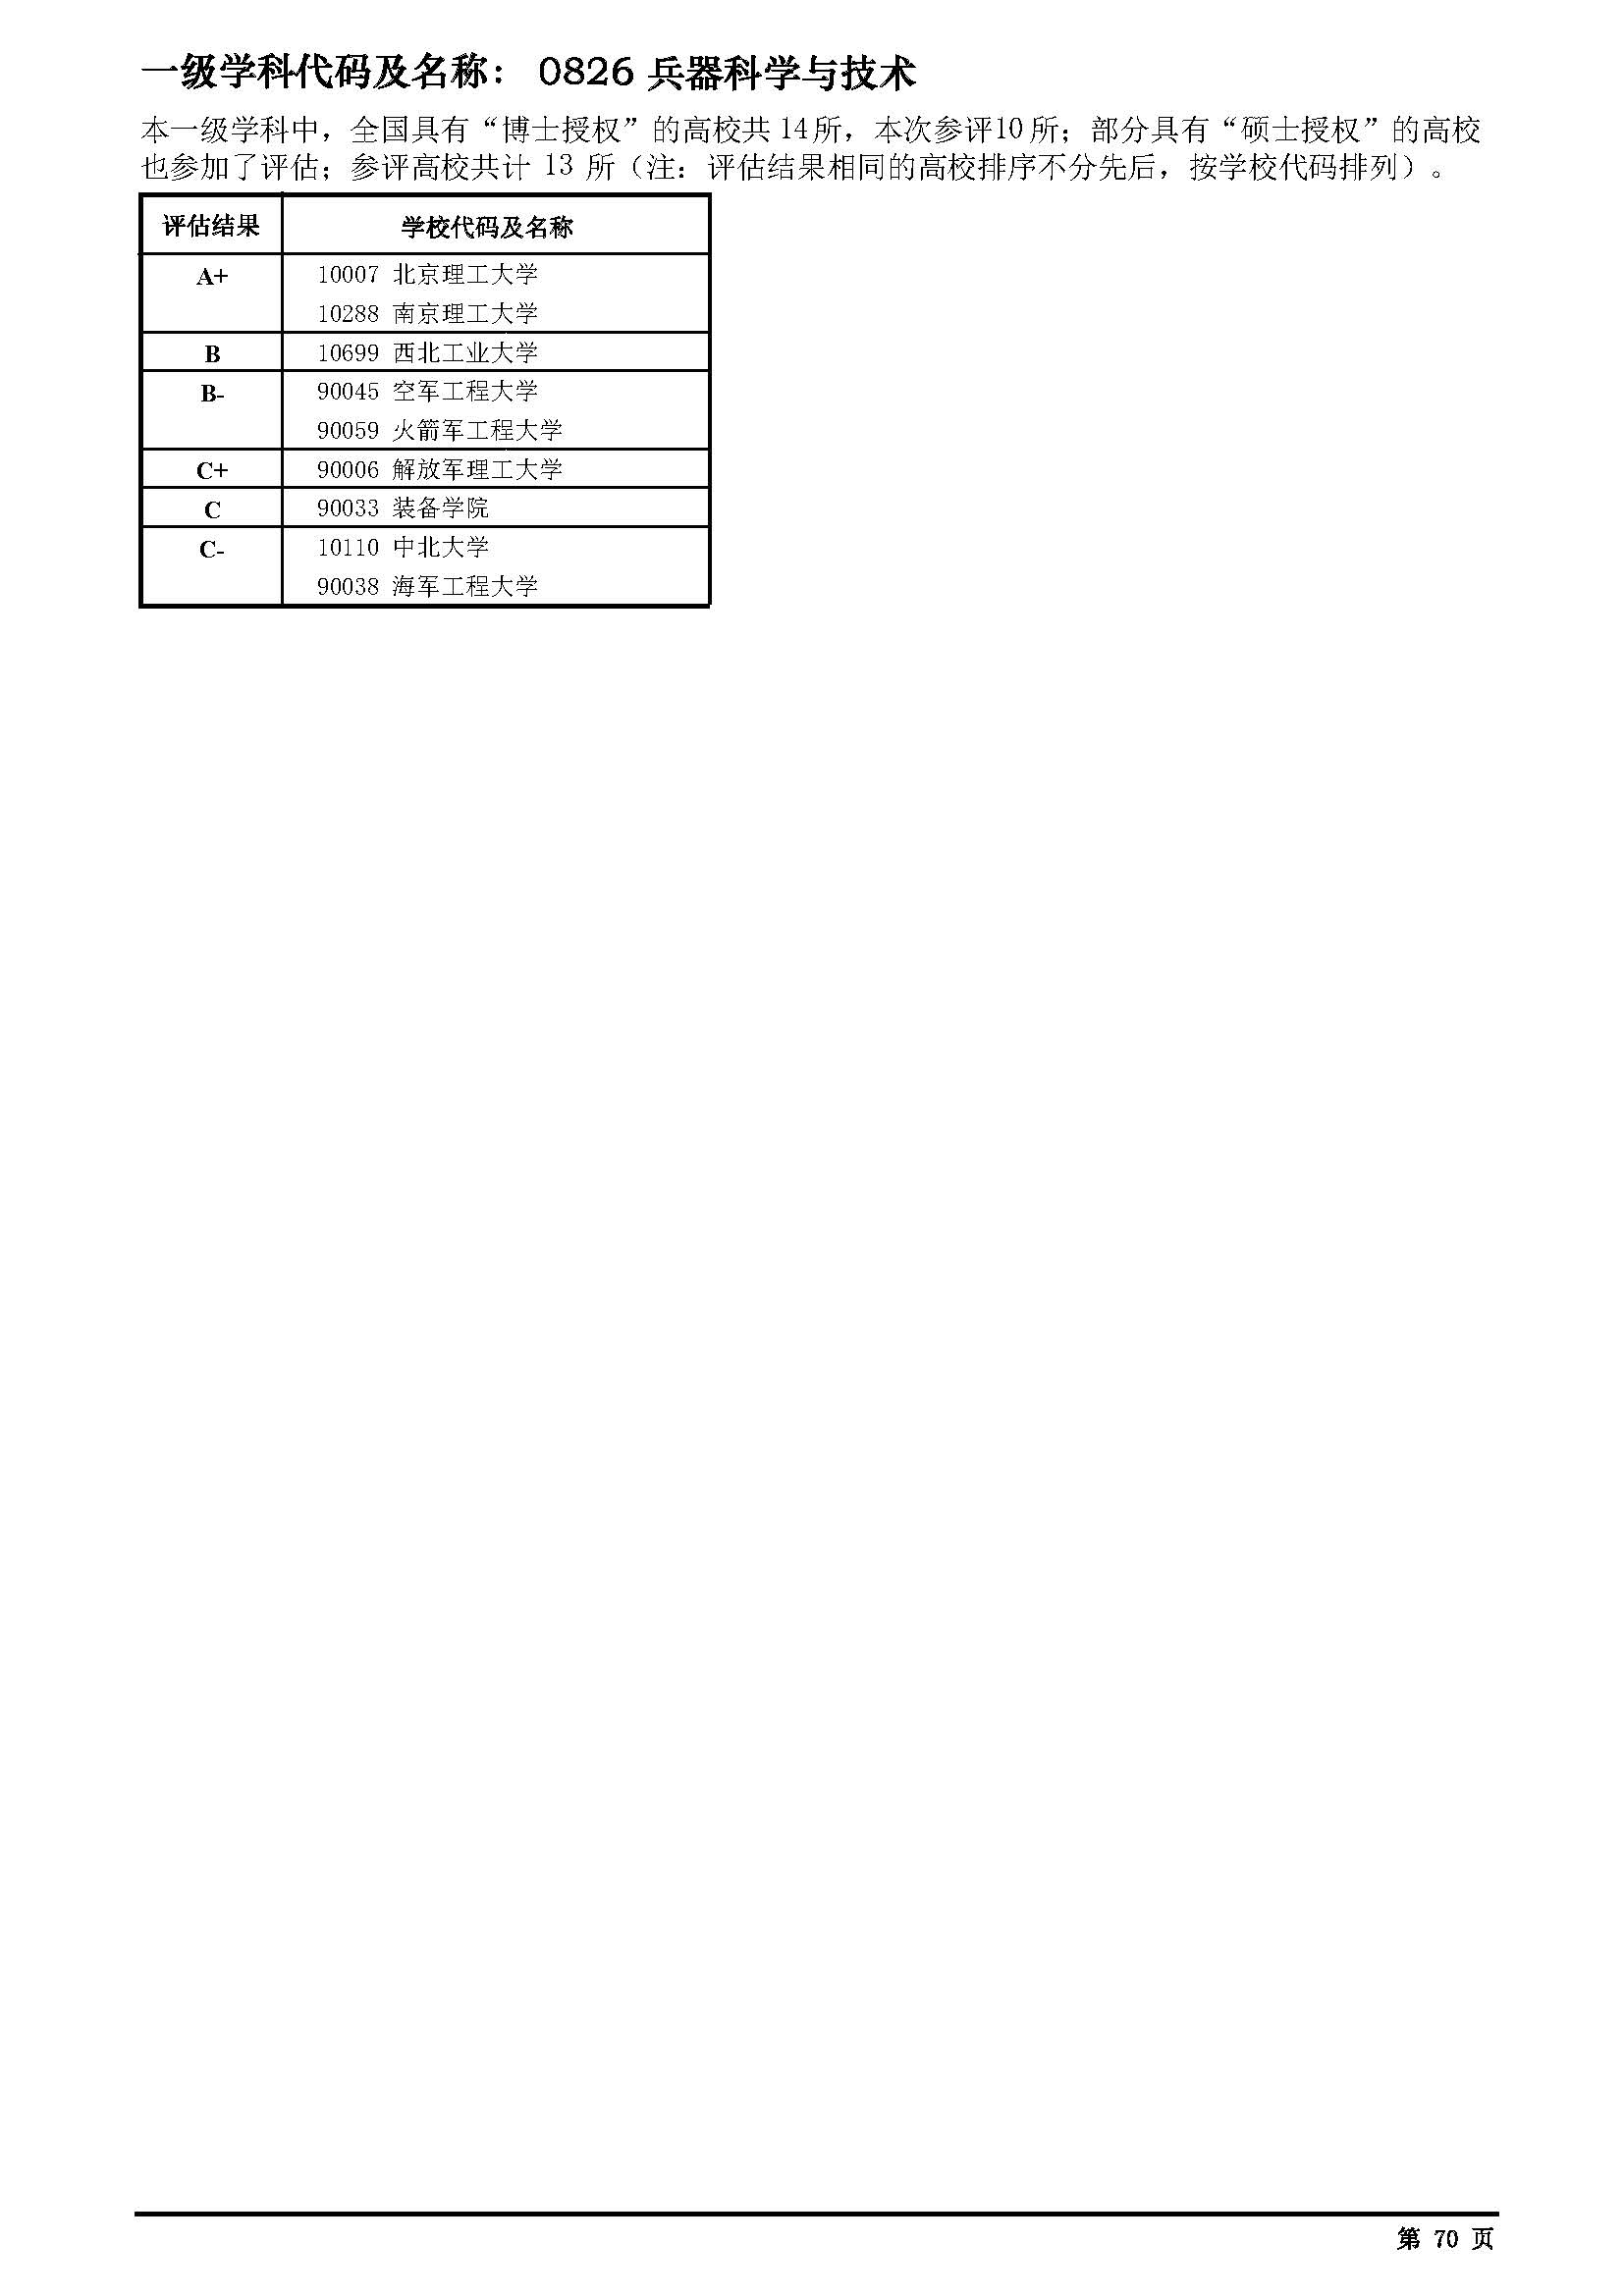 一级学科代码及名称： 0826 兵器科学与技术
本一级学科中，全国具有“博士授权”的高校共 14所，本次参评10所；部分具有“硕士授权”的高校
也参加了评估；参评高校共计 13 所（注：评估结果相同的高校排序不分先后，按学校代码排列）。
评估结果 学校代码及名称
A+ 10007 北京理工大学
10288 南京理工大学
B 10699 西北工业大学
B- 90045 空军工程大学
90059 火箭军工程大学
C+ 90006 解放军理工大学
C 90033 装备学院
C- 10110 中北大学
90038 海军工程大学
第 70 页